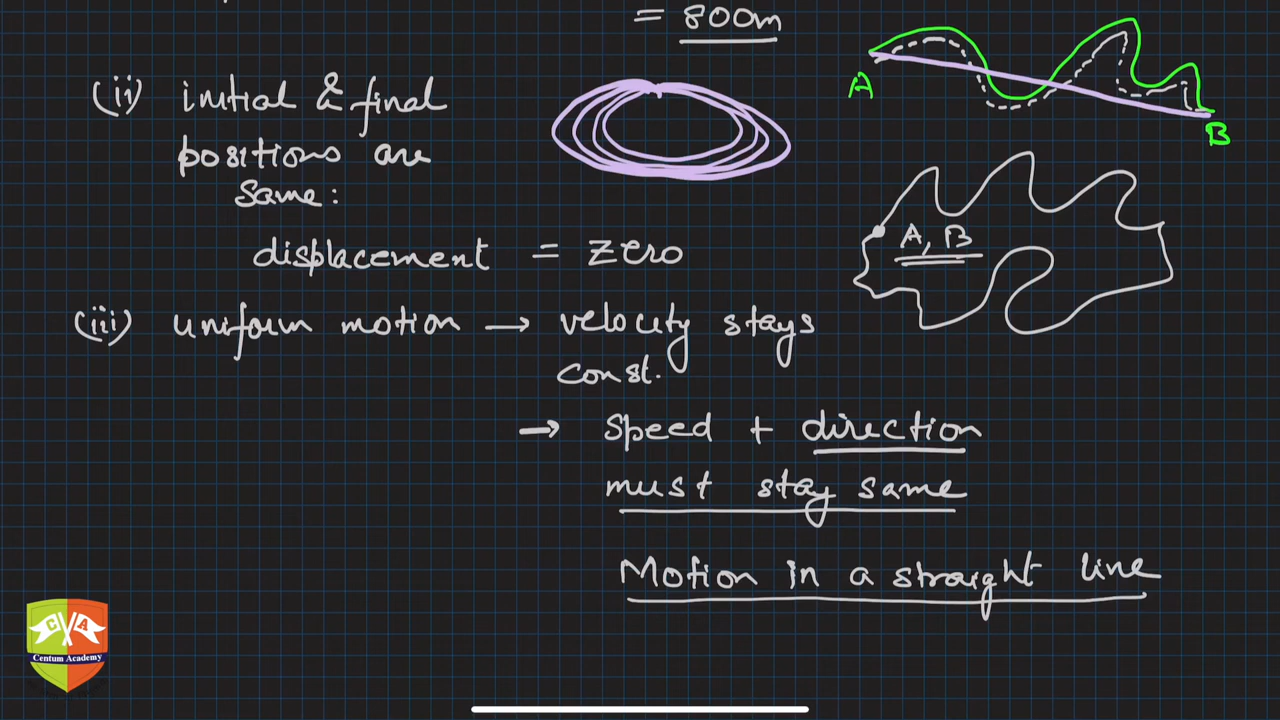 = 800m
(ii) initial & final
positions are
same:
displacement = zero
(iii) uniform motion → velocity stays
const.
→ speed + direction
must stay same
Motion in a straight line
A
B
A, B
C A
Centum Academy